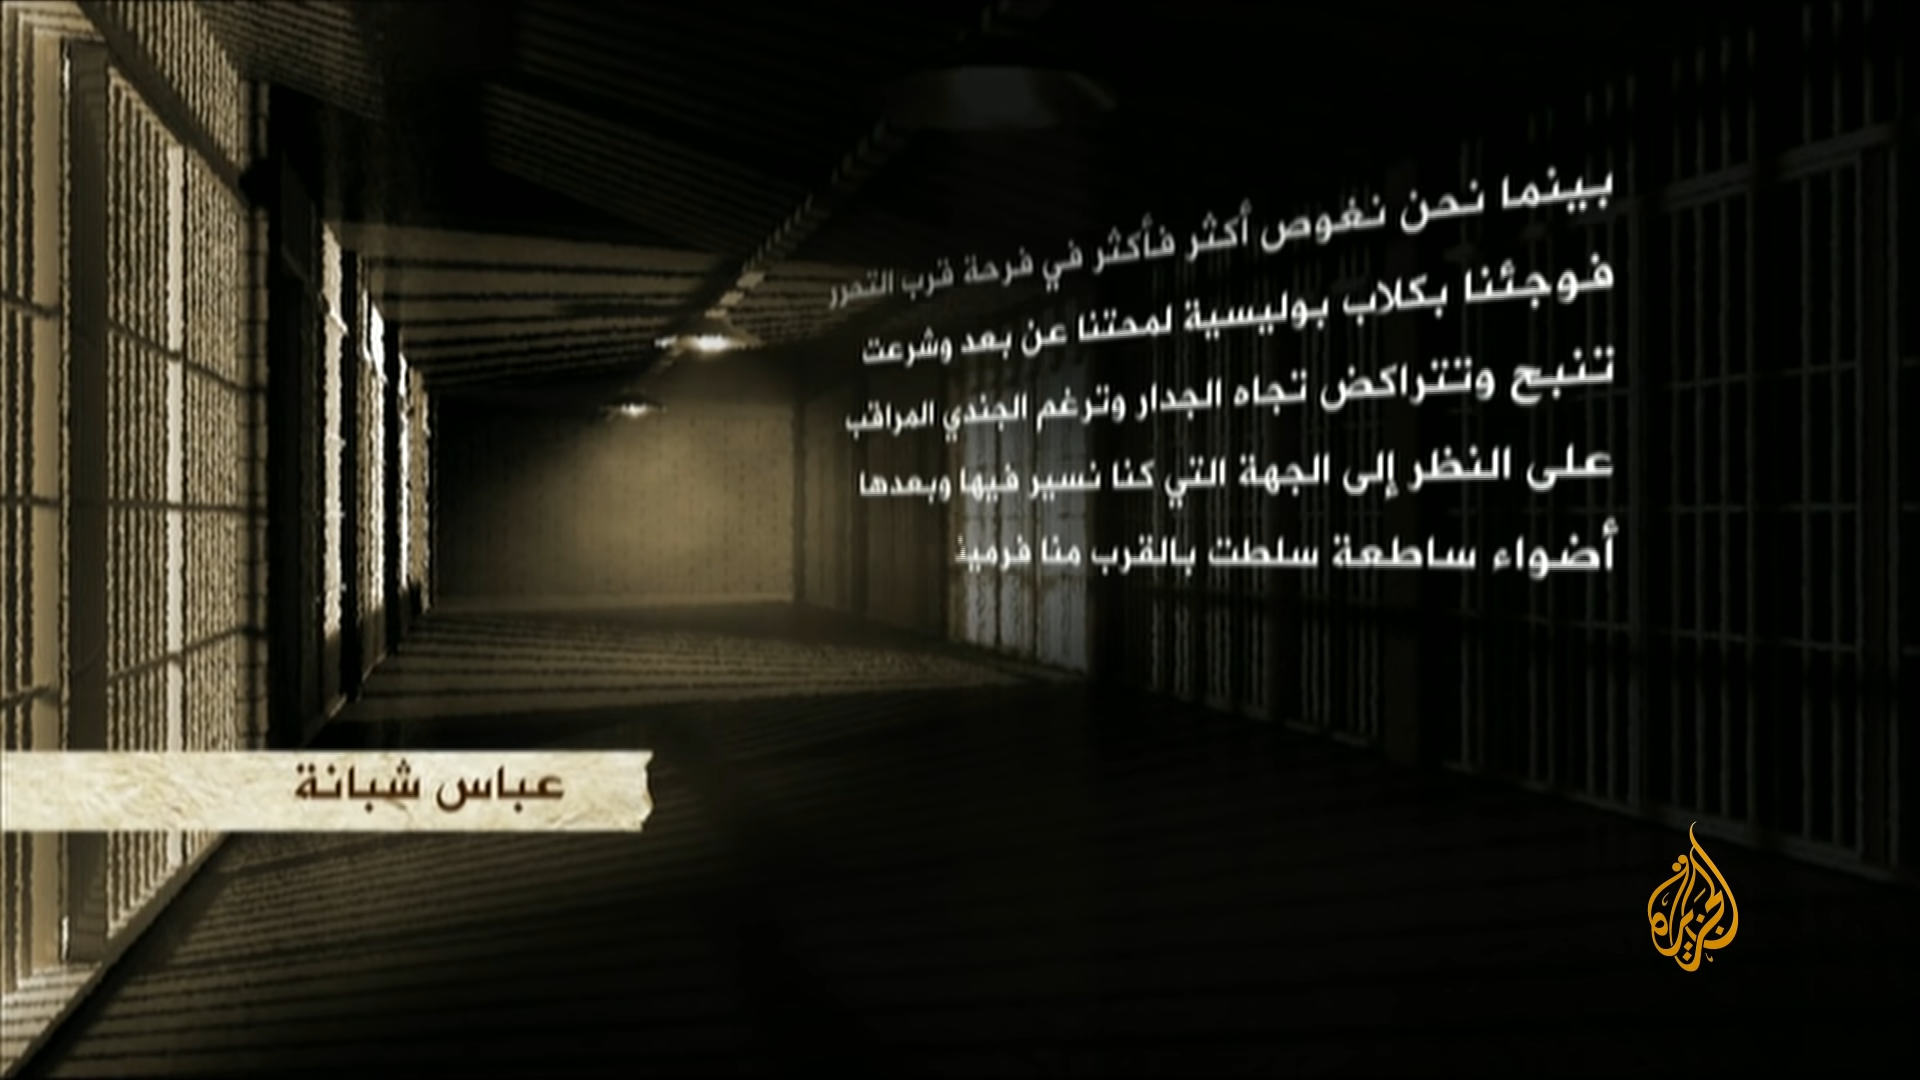 بينما نحن نغوص أكثر فأكثر في فرحة قرب التحرر
فوجئنا بكلاب بوليسية لمحتنا عن بعد وشرعت
تنبح وتتراكض تجاه الجدار وترغم الجندي المراقب
على النظر إلى الجهة التي كنا نسير فيها وبعدها
أضواء ساطعة سلطت بالقرب منا
عباس شبانة
الجزيرة